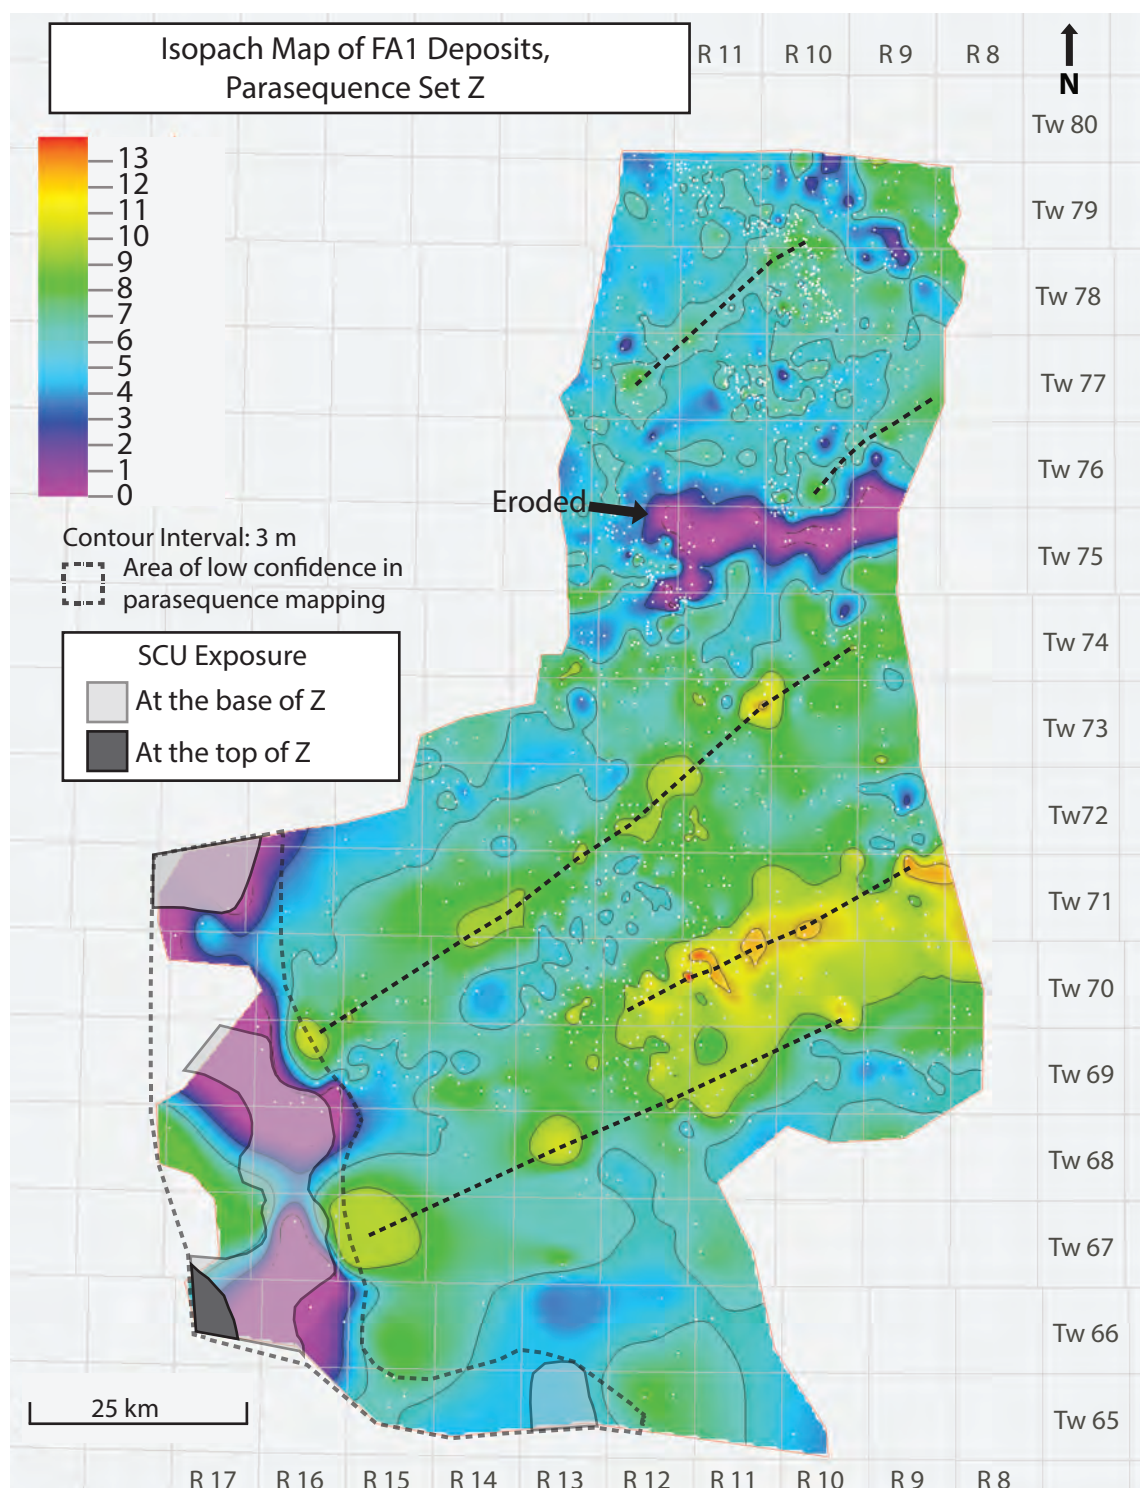 Isopach Map of FA1 Deposits,
Parasequence Set Z
R 11 R 10 R 9 R 8
N
Tw 80
Tw 79
Tw 78
Tw 77
Tw 76
Tw 75
Tw 74
Tw 73
Tw72
Tw 71
Tw 70
Tw 69
Tw 68
Tw 67
Tw 66
Tw 65
13
12
11
10
9
8
7
6
5
4
3
2
1
0
Eroded
Contour Interval: 3 m
Area of low confidence in
parasequence mapping
SCU Exposure
At the base of Z
At the top of Z
25 km
R 17 R 16 R 15 R 14 R 13 R 12 R 11 R 10 R 9 R 8